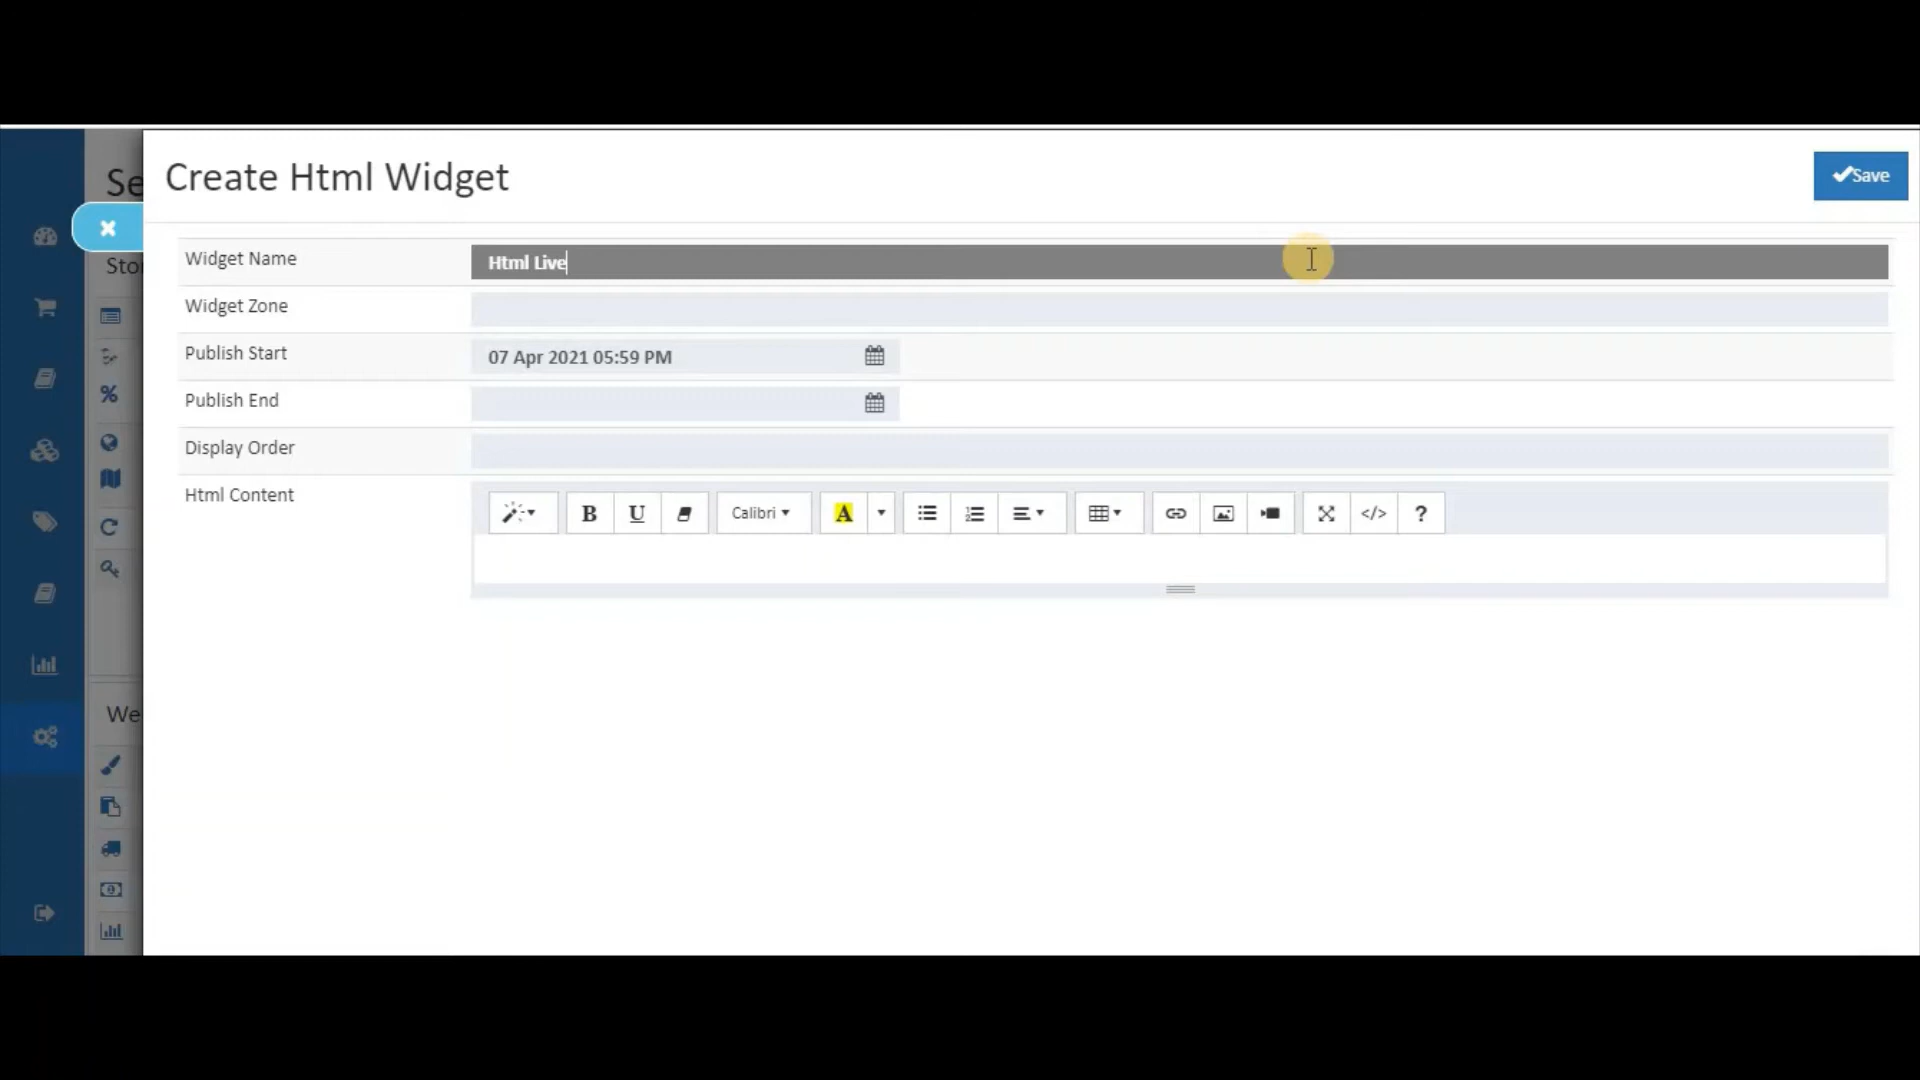 Se
Create Html Widget
Save
Stor
Widget Name
Html Live
Widget Zone
Publish Start
07 Apr 2021 05:59 PM
Publish End
Display Order
Html Content
B U Calibri A </> ?
We